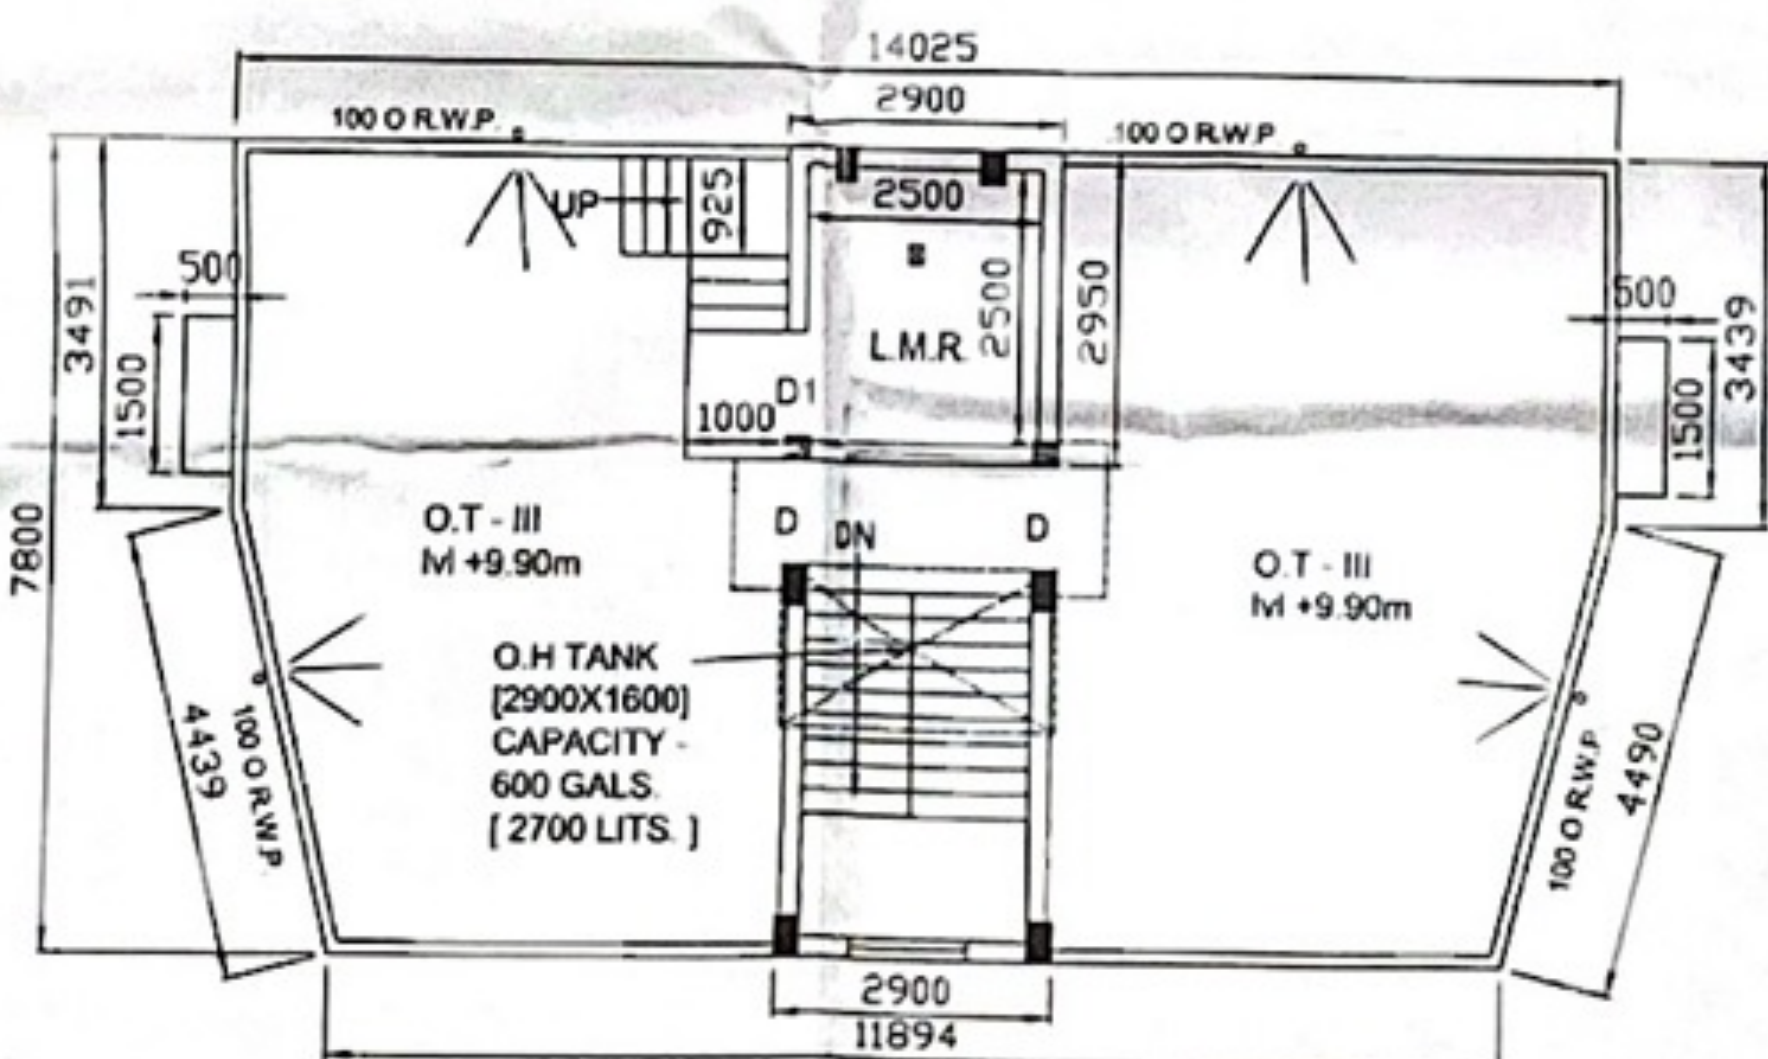 14025
2900
100 O R.W.P.
100 O R.W.P.
UP
925
2500
500
3491
1500
L.M.R.
2500
2950
500
3439
1500
D1
1000
7800
O.T - III
lvl +9.90m
D
DN
D
O.T - III
lvl +9.90m
O.H TANK
[2900X1600]
CAPACITY -
600 GALS.
[ 2700 LITS. ]
4439
100 O R.W.P.
100 O R.W.P.
4490
2900
11894